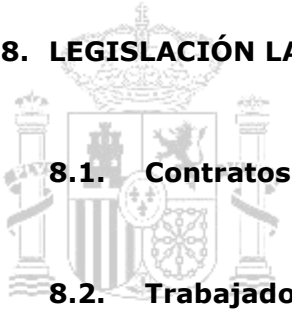 8. LEGISLACIÓN LA
8.1. Contratos
8.2. Trabajado